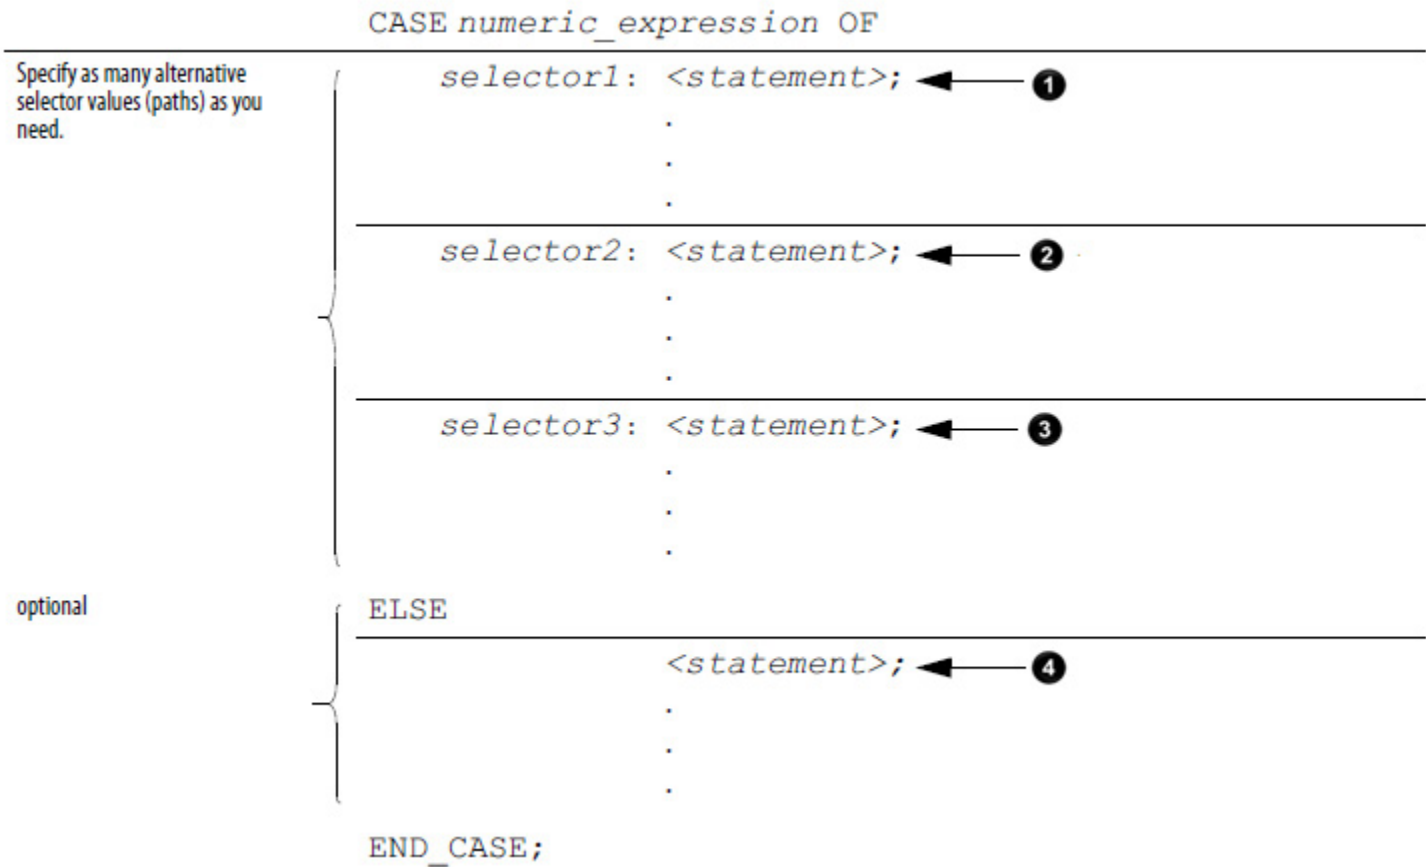 CASE numeric_expression OF
Specify as many alternative
selector values (paths) as you
need.
selector1: <statement>; 1
.
.
.
selector2: <statement>; 2
.
.
.
selector3: <statement>; 3
.
.
.
optional
ELSE
<statement>; 4
.
.
.
END_CASE;